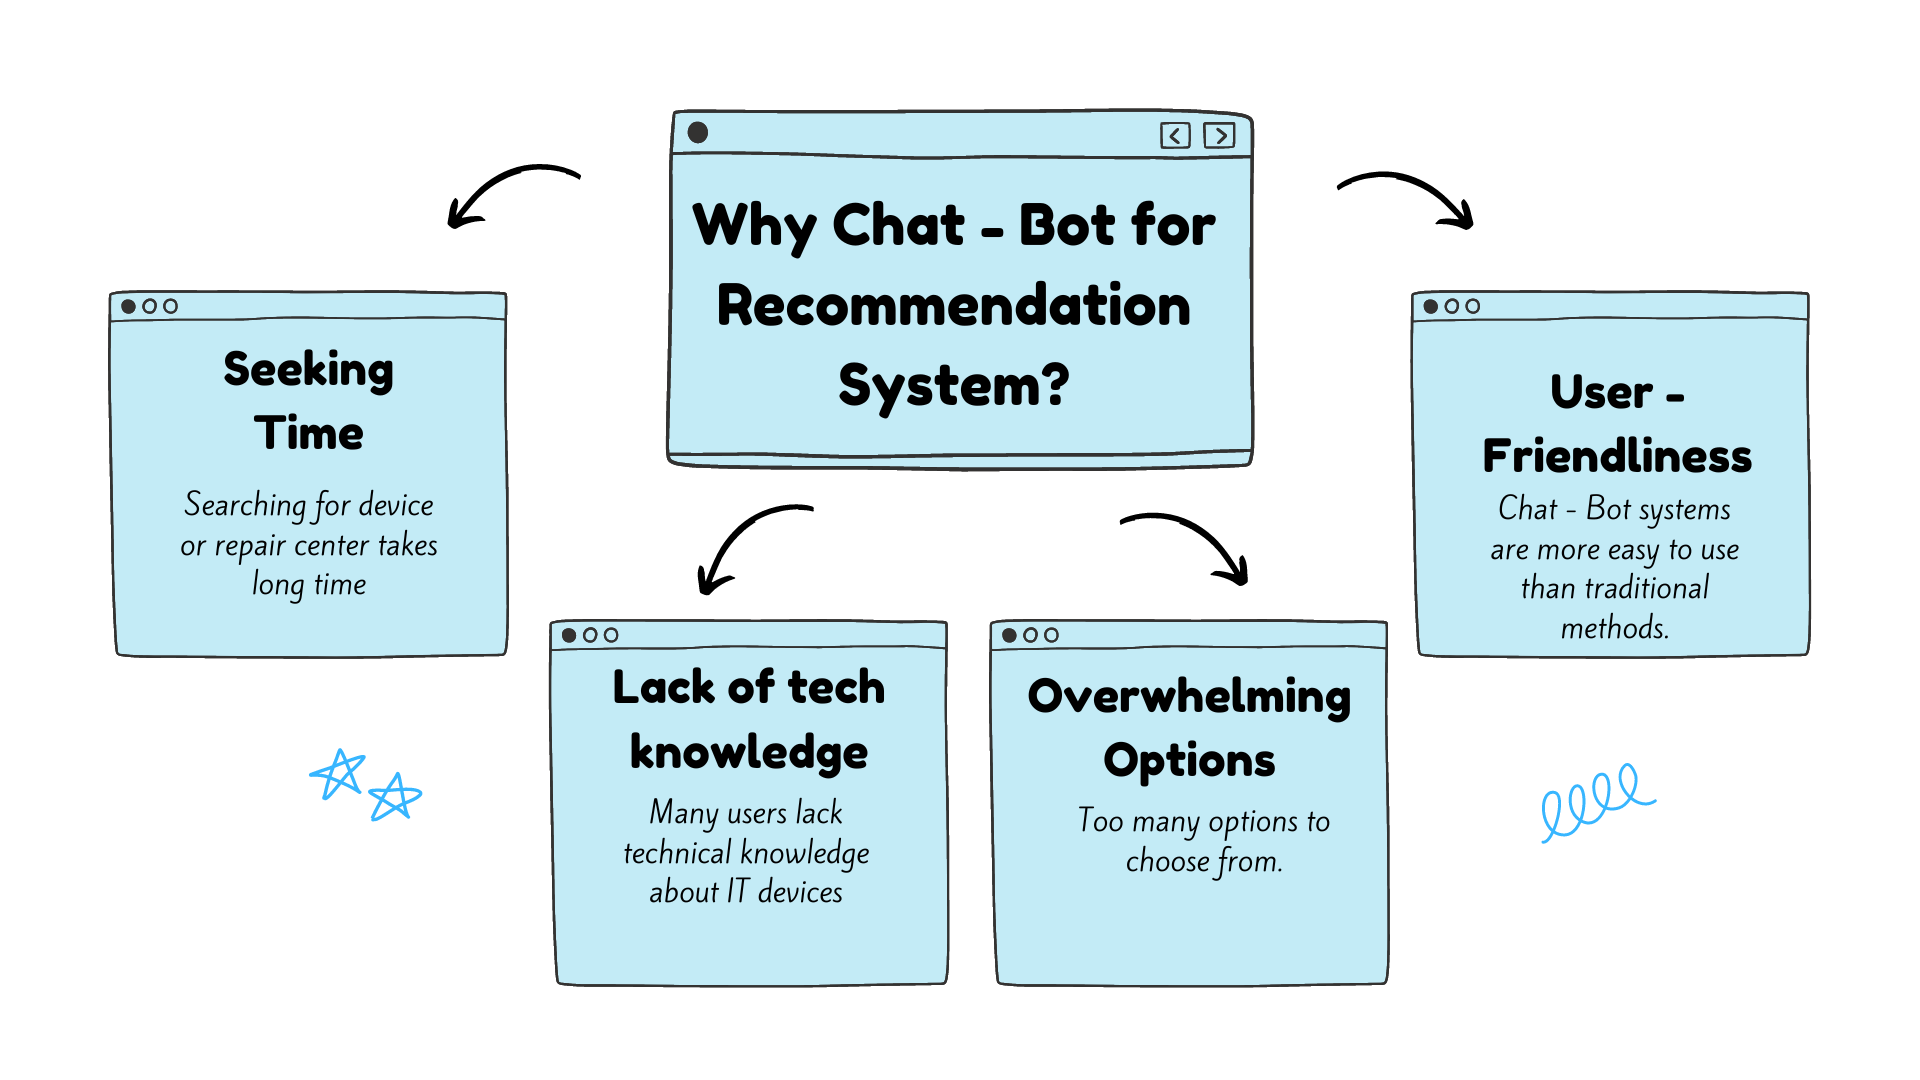 Why Chat - Bot for
Recommendation
System?
Seeking
Time
Searching for device
or repair center takes
long time
Lack of tech
knowledge
Many users lack
technical knowledge
about IT devices
Overwhelming
Options
Too many options to
choose from.
User -
Friendliness
Chat - Bot systems
are more easy to use
than traditional
methods.